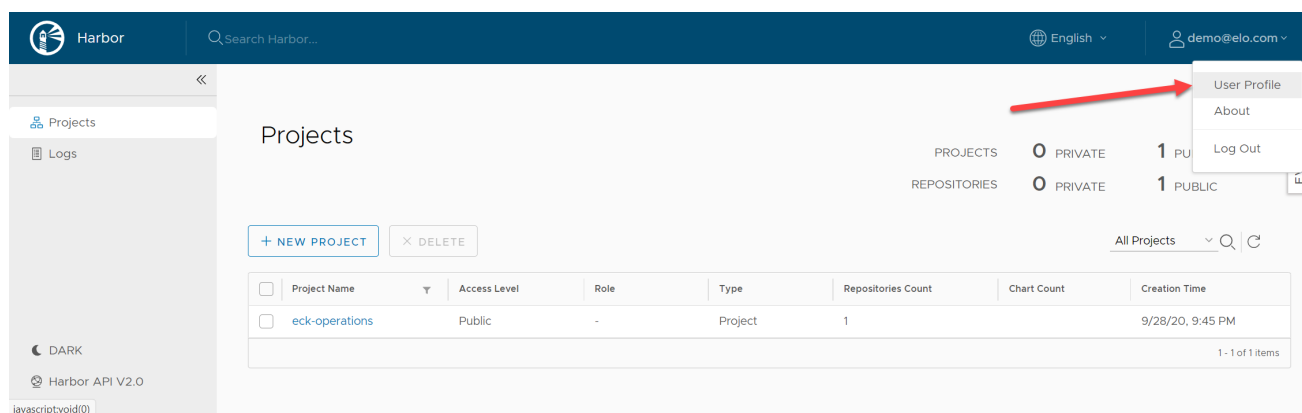 Harbor
Search Harbor...
English
demo@elo.com
«
User Profile
About
Log Out
Projects
Logs
Projects
PROJECTS 0 PRIVATE 1
REPOSITORIES 0 PRIVATE 1 PUBLIC
+ NEW PROJECT
× DELETE
All Projects
Project Name Access Level Role Type Repositories Count Chart Count Creation Time
eck-operations Public - Project 1 9/28/20, 9:45 PM
1 - 1 of 1 items
DARK
Harbor API V2.0
javascript:void(0)